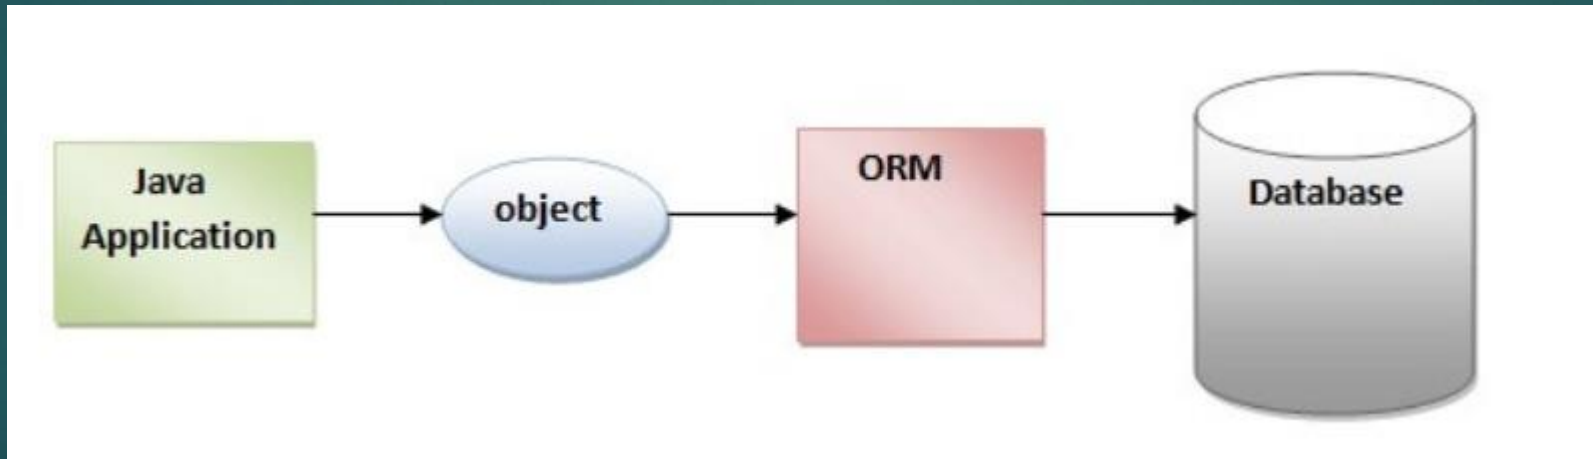 Java
Application
object
ORM
Database